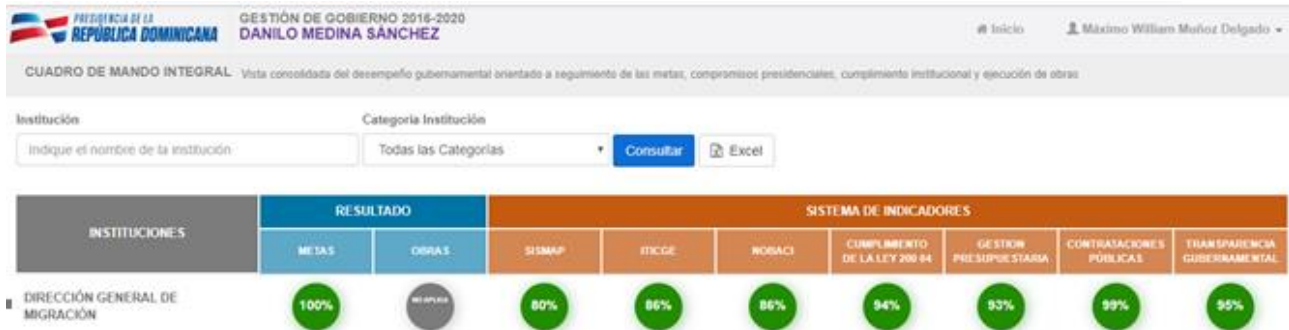 PRESIDENCIA DE LA
REPÚBLICA DOMINICANA
GESTIÓN DE GOBIERNO 2016-2020
DANILO MEDINA SÁNCHEZ
Inicio
Máximo William Muñoz Delgado
CUADRO DE MANDO INTEGRAL Vista consolidada del desempeño gubernamental orientado a seguimiento de las metas, compromisos presidenciales, cumplimiento institucional y ejecución de obras
Institución
Categoría Institución
Indique el nombre de la institución
Todas las Categorías
Consultar
Excel
INSTITUCIONES
RESULTADO
SISTEMA DE INDICADORES
METAS
OBRAS
SISMAP
ITICGE
NOBACI
CUMPLIMIENTO
DE LA LEY 200 04
GESTION
PRESUPUESTARIA
CONTRATACIONES
PÚBLICAS
TRANSPARENCIA
GUBERNAMENTAL
DIRECCIÓN GENERAL DE
MIGRACIÓN
100%
NO APLICA
80%
86%
86%
94%
93%
99%
95%